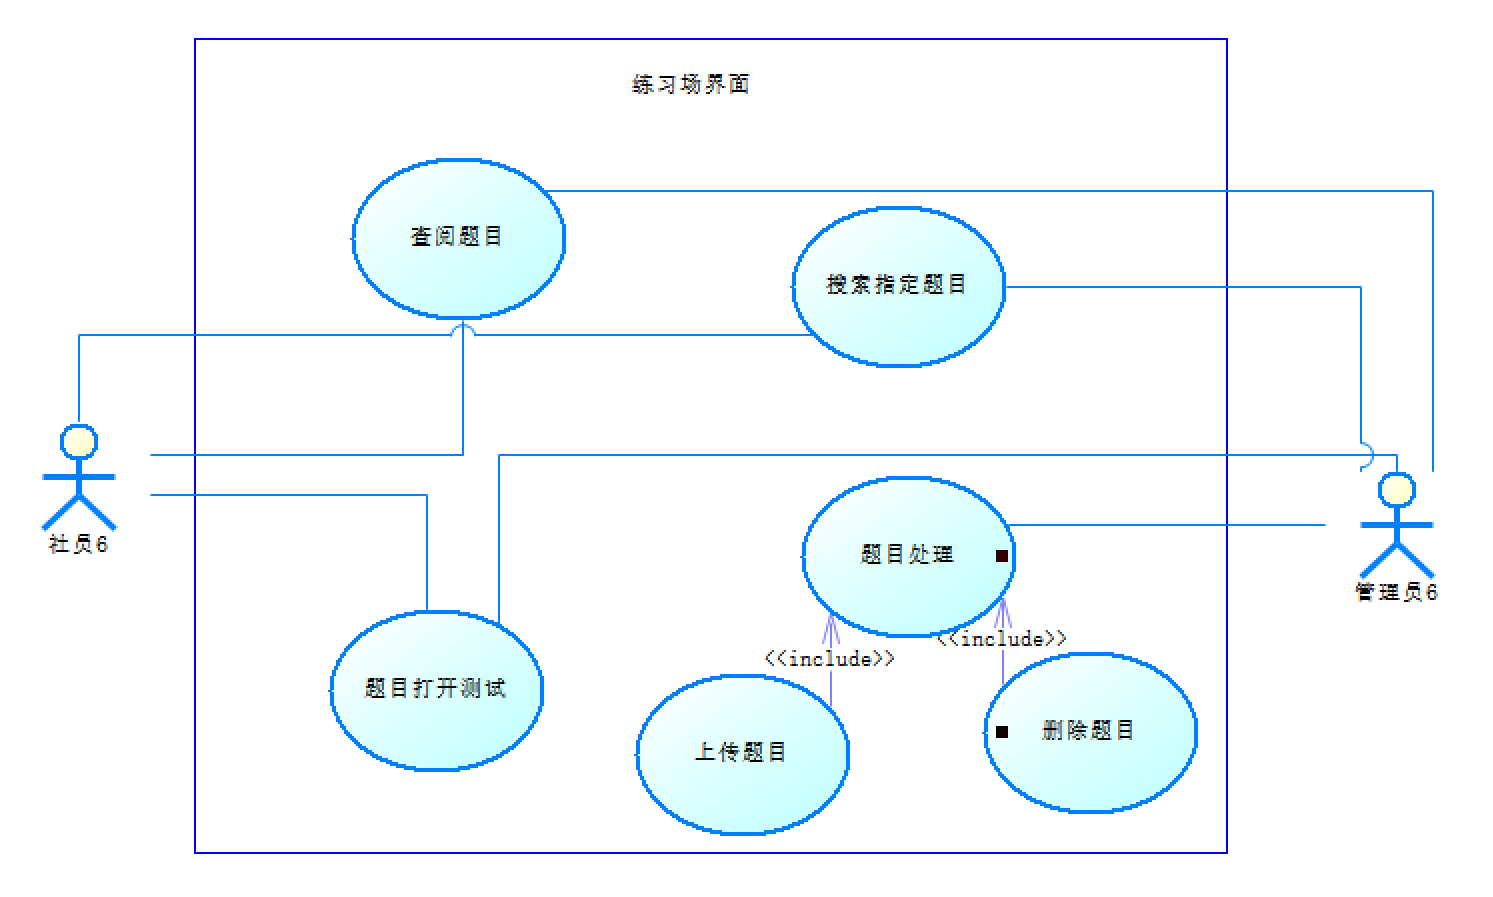 练习场界面
查阅题目
搜索指定题目
社员6
题目处理
管理员6
<<include>>
<<include>>
题目打开测试
上传题目
删除题目